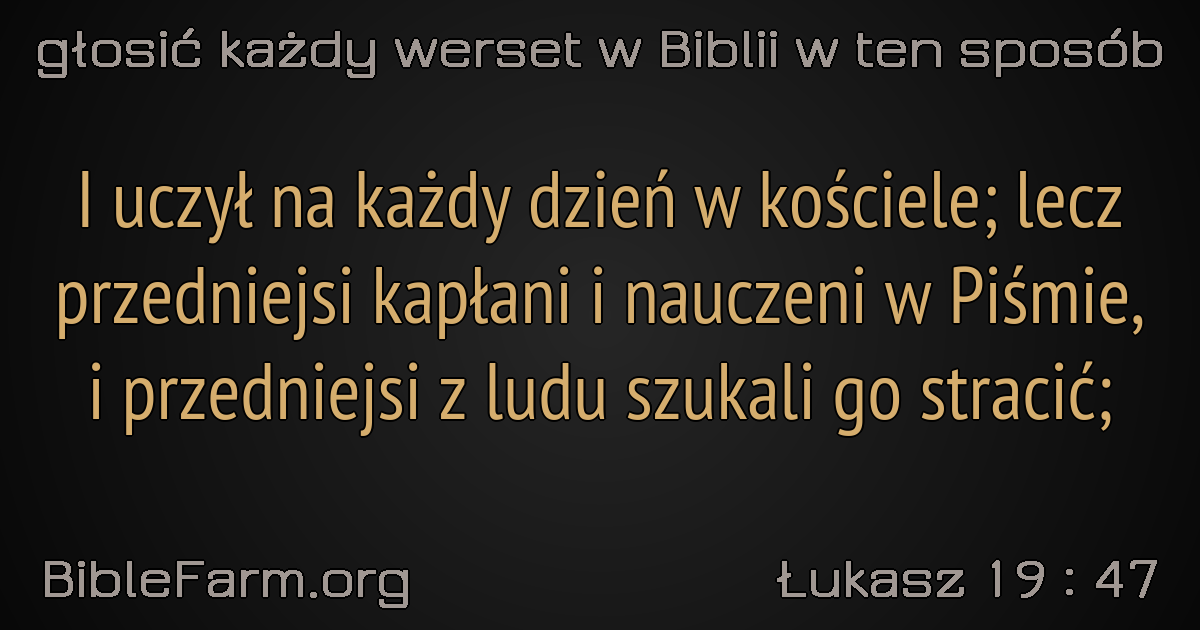 głosić każdy werset w Biblii w ten sposób
I uczył na każdy dzień w kościele; lecz
przedniejsi kapłani i nauczeni w Piśmie,
i przedniejsi z ludu szukali go stracić;
BibleFarm.org
Łukasz 19 : 47